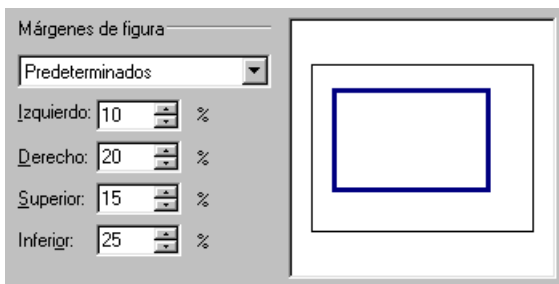 Márgenes de figura
Predeterminados
Izquierdo: 10 %
Derecho: 20 %
Superior: 15 %
Inferior: 25 %